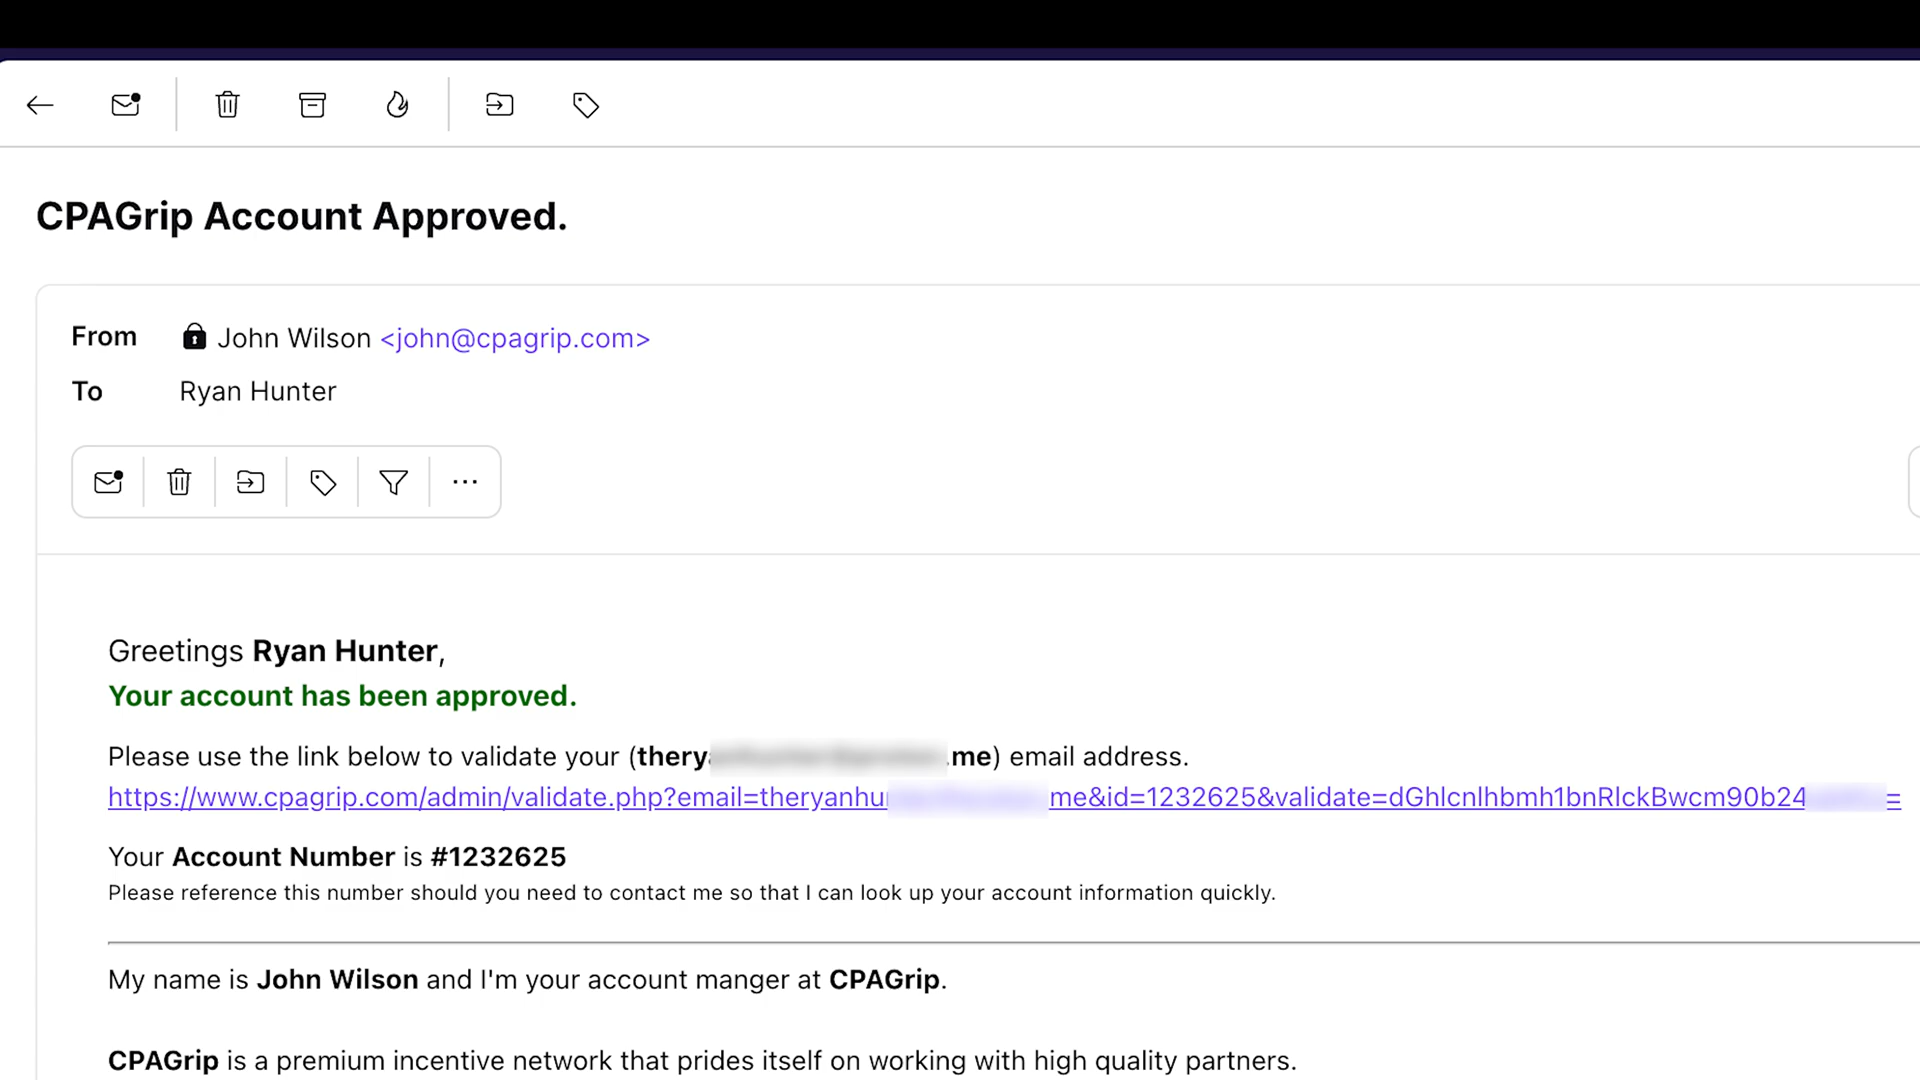 CPAGrip Account Approved.
From John Wilson <john@cpagrip.com>
To Ryan Hunter
Greetings Ryan Hunter,
Your account has been approved.
Please use the link below to validate your (thery .me) email address.
https://www.cpagrip.com/admin/validate.php?email=theryanhu me&id=1232625&validate=dGhlcnlhbmh1bnRlckBwcm90b24 =
Your Account Number is #1232625
Please reference this number should you need to contact me so that I can look up your account information quickly.
My name is John Wilson and I'm your account manger at CPAGrip.
CPAGrip is a premium incentive network that prides itself on working with high quality partners.